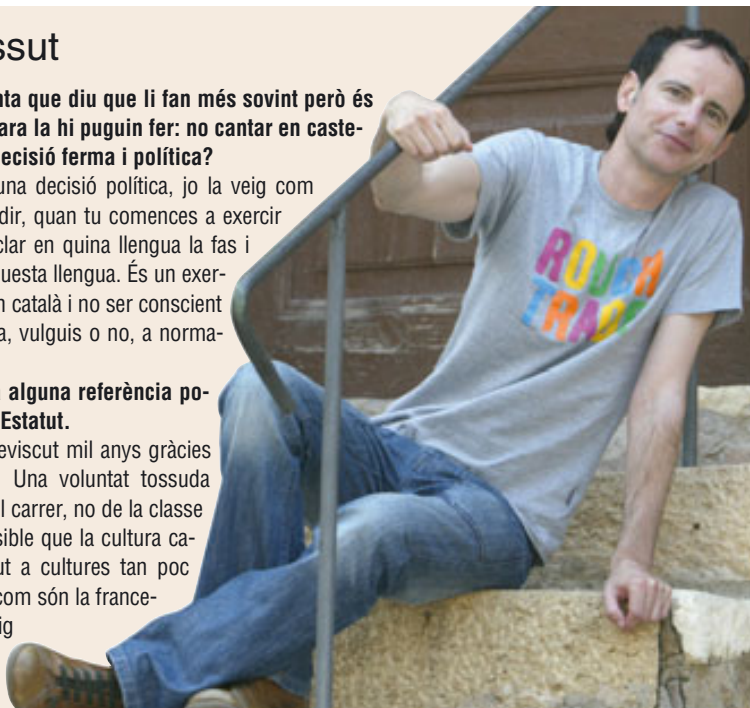 ssut
nta que diu que li fan més sovint però és
ara la hi puguin fer: no cantar en caste-
ecisió ferma i política?
una decisió política, jo la veig com
dir, quan tu comences a exercir
clar en quina llengua la fas i
uesta llengua. És un exer-
n català i no ser conscient
a, vulguis o no, a norma-
alguna referència po-
Estatut.
eviscut mil anys gràcies
Una voluntat tossuda
l carrer, no de la classe
sible que la cultura ca-
ut a cultures tan poc
com són la france-
ig
ROUGH
TRADE